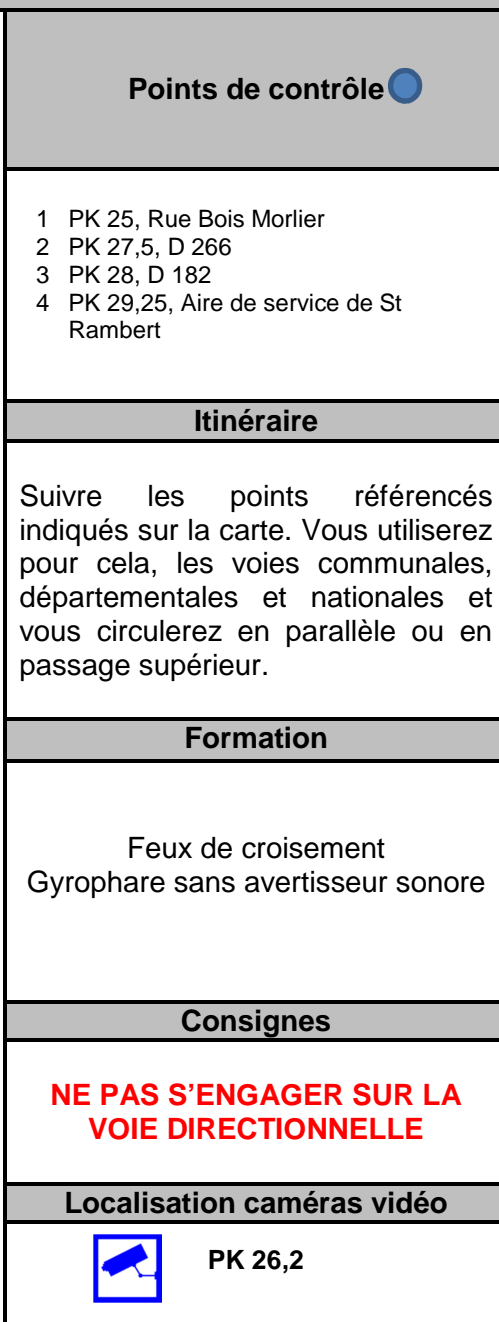 Points de contrôle
1 PK 25, Rue Bois Morlier
2 PK 27,5, D 266
3 PK 28, D 182
4 PK 29,25, Aire de service de St
Rambert
Itinéraire
Suivre les points référencés
indiqués sur la carte. Vous utiliserez
pour cela, les voies communales,
départementales et nationales et
vous circulerez en parallèle ou en
passage supérieur.
Formation
Feux de croisement
Gyrophare sans avertisseur sonore
Consignes
NE PAS S’ENGAGER SUR LA
VOIE DIRECTIONNELLE
Localisation caméras vidéo
PK 26,2